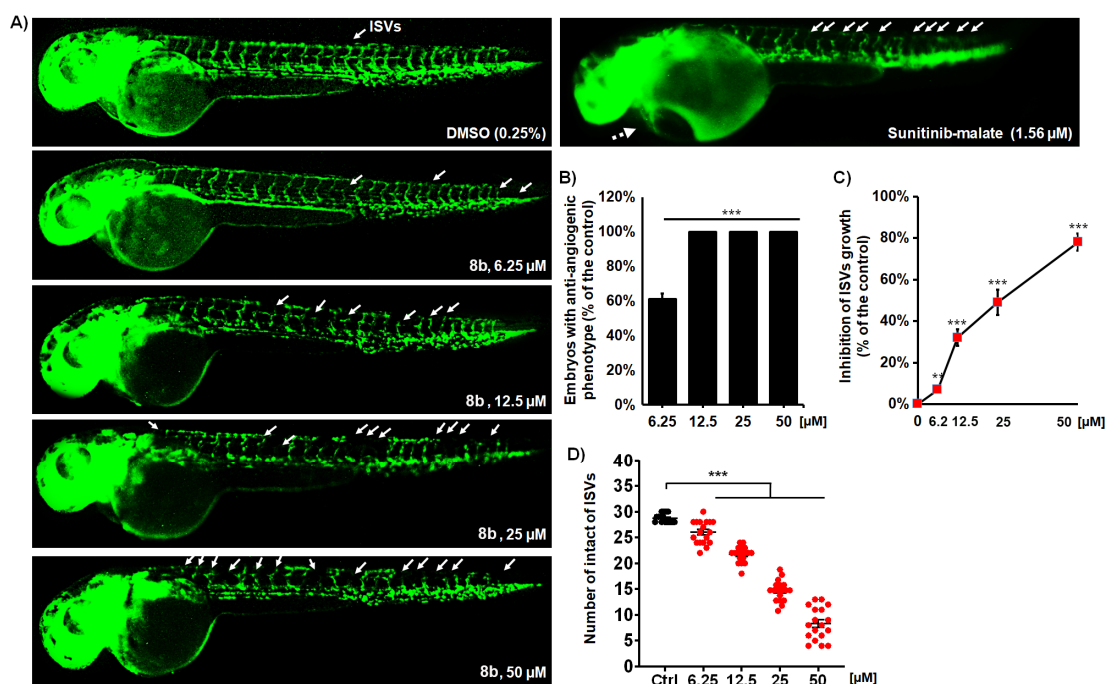 A)
ISVs
DMSO (0.25%)
Sunitinib-malate (1.56 µM)
8b, 6.25 µM
8b, 12.5 µM
8b, 25 µM
8b, 50 µM
B)
Embryos with anti-angiogenic
phenotype (% of the control)
120%
100%
80%
60%
40%
20%
0%
***
6.25 12.5 25 50 [µM]
C)
Inhibition of ISVs growth
(% of the control)
100%
80%
60%
40%
20%
0%
**
***
***
***
0 6.2 12.5 25 50 [µM]
D)
Number of intact of ISVs
40
35
30
25
20
15
10
5
0
***
Ctrl 6.25 12.5 25 50 [µM]